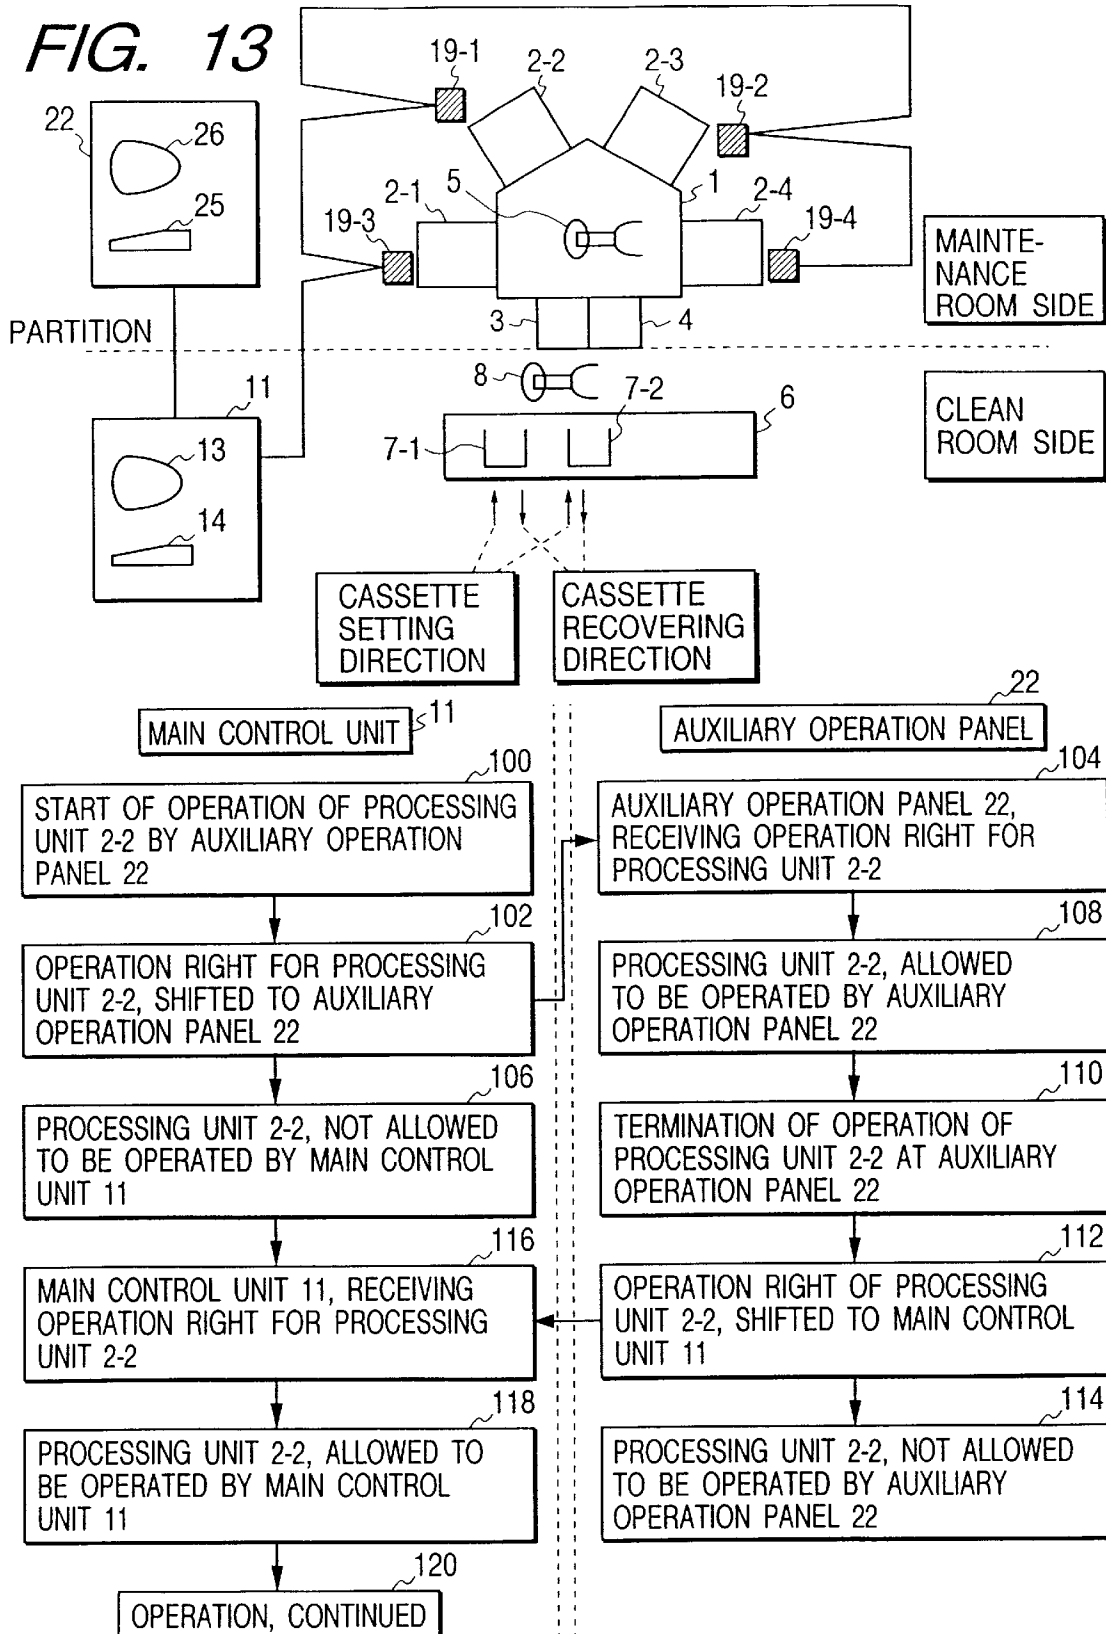 FIG. 13
19-1
2-2
2-3
19-2
22
26
25
2-1
5
1
2-4
19-3
19-4
MAINTE-
NANCE
ROOM SIDE
3
4
PARTITION
8
7-2
6
11
13
7-1
14
CLEAN
ROOM SIDE
CASSETTE
SETTING
DIRECTION
CASSETTE
RECOVERING
DIRECTION
MAIN CONTROL UNIT
11
22
AUXILIARY OPERATION PANEL
100
START OF OPERATION OF PROCESSING
UNIT 2-2 BY AUXILIARY OPERATION
PANEL 22
104
AUXILIARY OPERATION PANEL 22,
RECEIVING OPERATION RIGHT FOR
PROCESSING UNIT 2-2
102
OPERATION RIGHT FOR PROCESSING
UNIT 2-2, SHIFTED TO AUXILIARY
OPERATION PANEL 22
108
PROCESSING UNIT 2-2, ALLOWED
TO BE OPERATED BY AUXILIARY
OPERATION PANEL 22
106
PROCESSING UNIT 2-2, NOT ALLOWED
TO BE OPERATED BY MAIN CONTROL
UNIT 11
110
TERMINATION OF OPERATION OF
PROCESSING UNIT 2-2 AT AUXILIARY
OPERATION PANEL 22
116
MAIN CONTROL UNIT 11, RECEIVING
OPERATION RIGHT FOR PROCESSING
UNIT 2-2
112
OPERATION RIGHT OF PROCESSING
UNIT 2-2, SHIFTED TO MAIN CONTROL
UNIT 11
118
PROCESSING UNIT 2-2, ALLOWED TO
BE OPERATED BY MAIN CONTROL
UNIT 11
114
PROCESSING UNIT 2-2, NOT ALLOWED
TO BE OPERATED BY AUXILIARY
OPERATION PANEL 22
120
OPERATION, CONTINUED